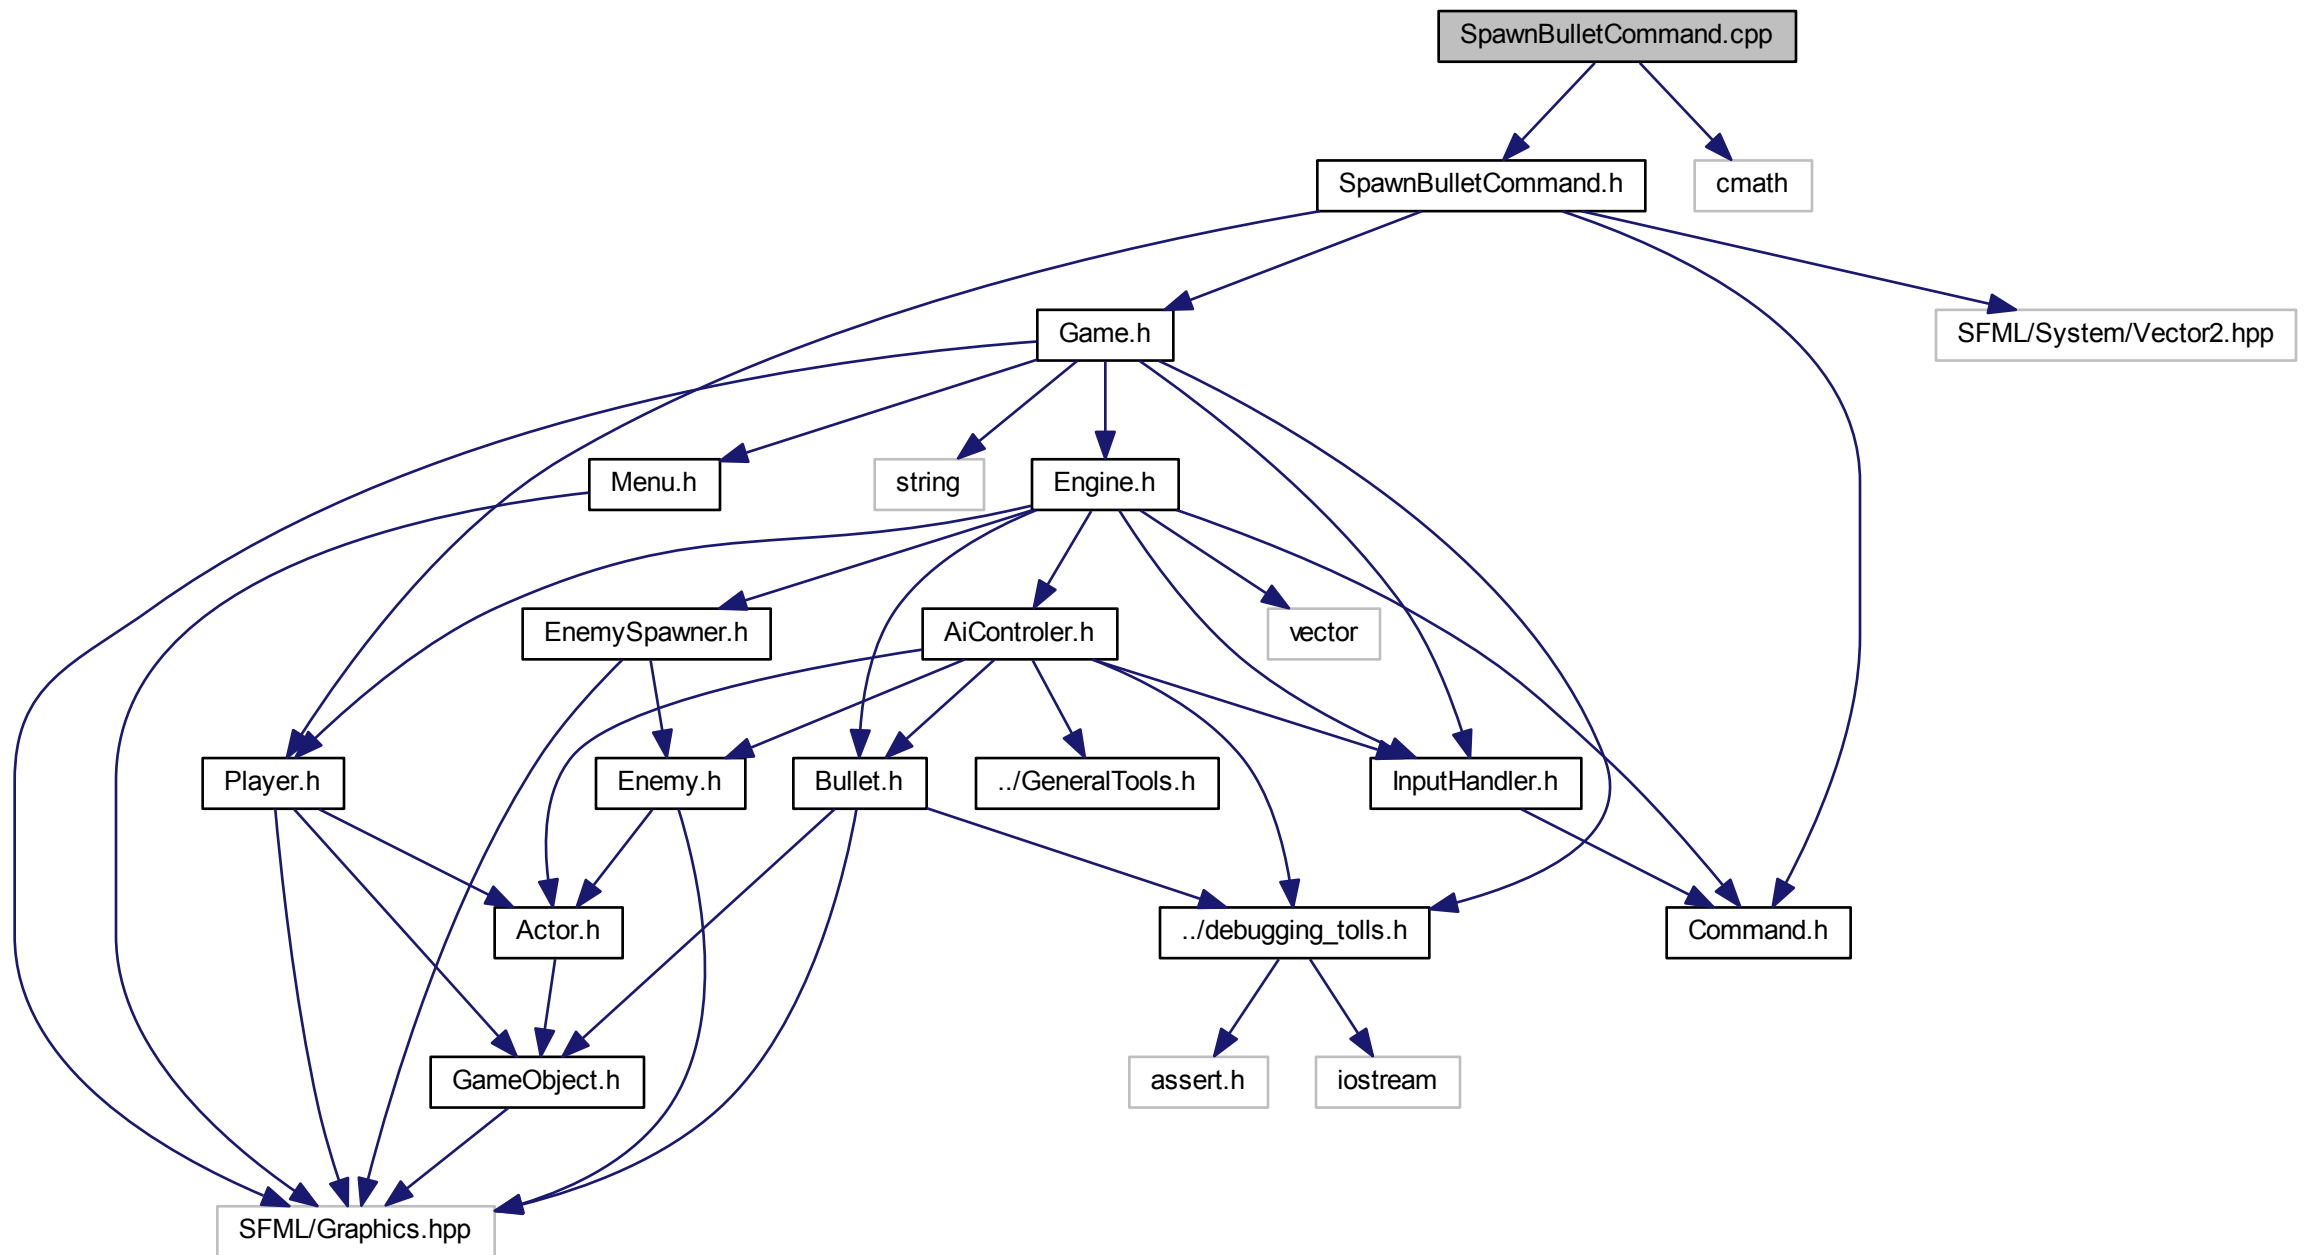 SpawnBulletCommand.cpp
SpawnBulletCommand.h
cmath
Game.h
SFML/System/Vector2.hpp
Menu.h
string
Engine.h
EnemySpawner.h
AiControler.h
vector
Player.h
Enemy.h
Bullet.h
../GeneralTools.h
InputHandler.h
Actor.h
../debugging_tolls.h
Command.h
GameObject.h
assert.h
iostream
SFML/Graphics.hpp